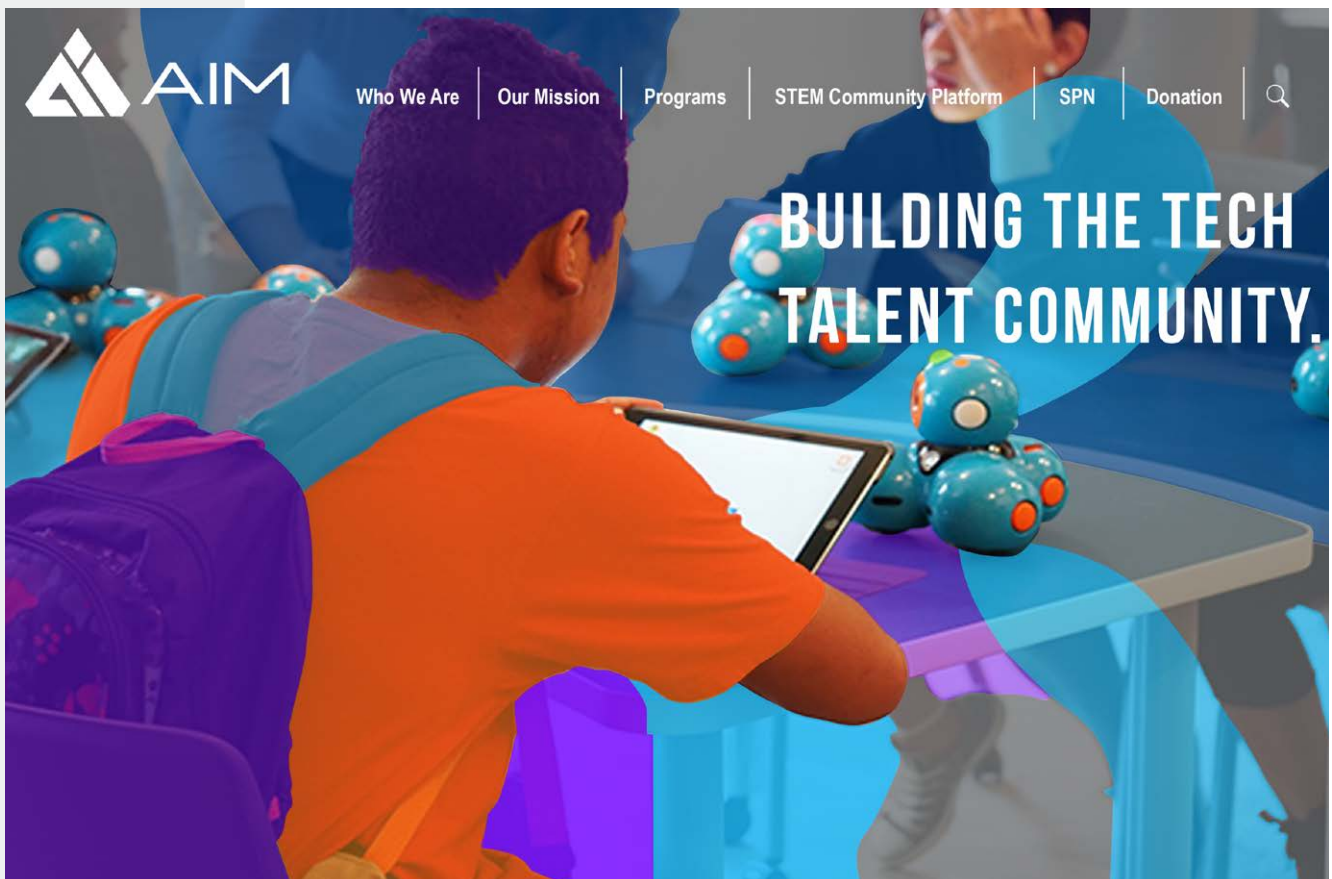 AIM
Who We Are | Our Mission | Programs | STEM Community Platform | SPN | Donation
BUILDING THE TECH
TALENT COMMUNITY.